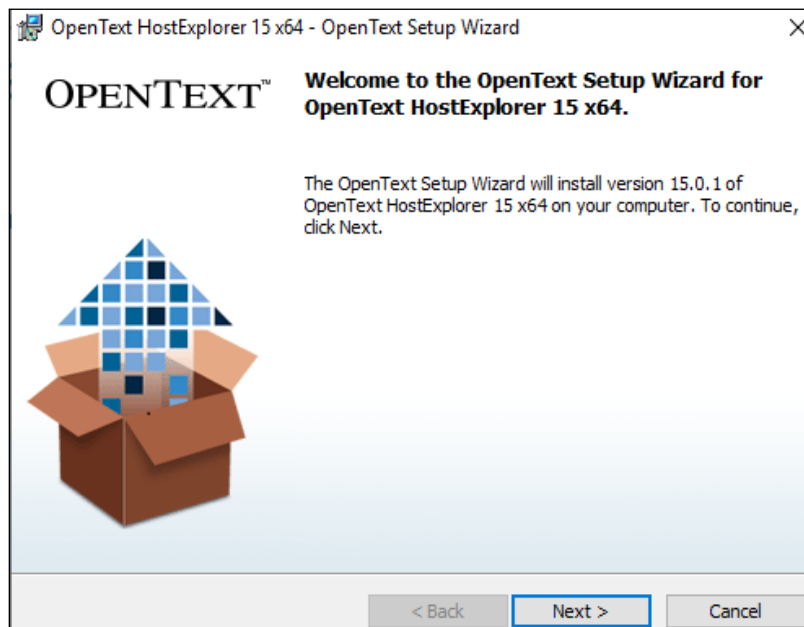 OpenText HostExplorer 15 x64 - OpenText Setup Wizard
OPENTEXT™
Welcome to the OpenText Setup Wizard for
OpenText HostExplorer 15 x64.
The OpenText Setup Wizard will install version 15.0.1 of
OpenText HostExplorer 15 x64 on your computer. To continue,
click Next.
< Back
Next >
Cancel